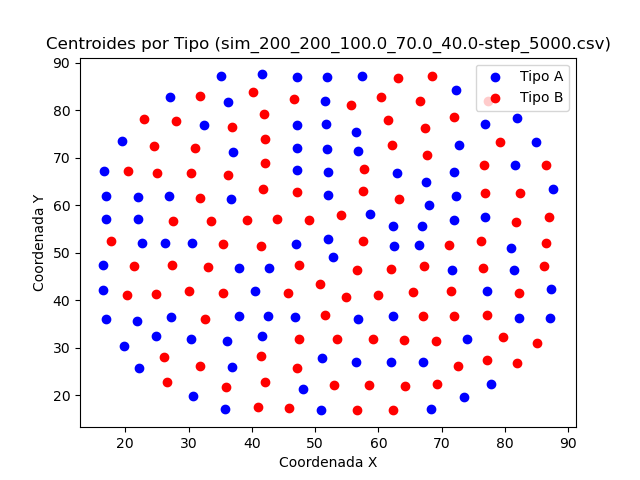 Centroides por Tipo (sim_200_200_100.0_70.0_40.0-step_5000.csv)
Tipo A
Tipo B
90
80
70
60
50
40
30
20
Coordenada Y
20 30 40 50 60 70 80 90
Coordenada X